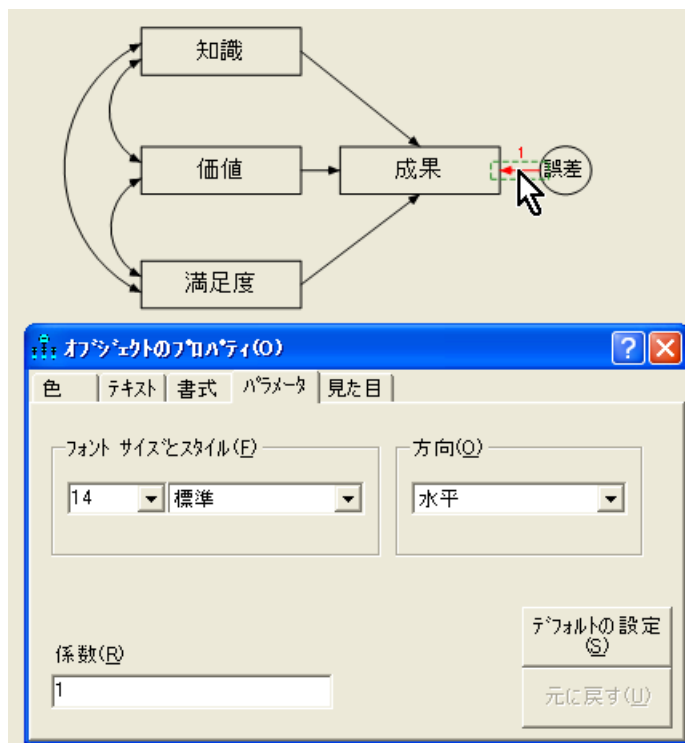 知識
価値
成果
1
誤差
満足度
オブジェクトのプロパティ(O)
色
テキスト
書式
パラメータ
見た目
フォント サイズとスタイル(F)
方向(O)
14
標準
水平
デフォルトの設定
(S)
係数(R)
1
元に戻す(U)